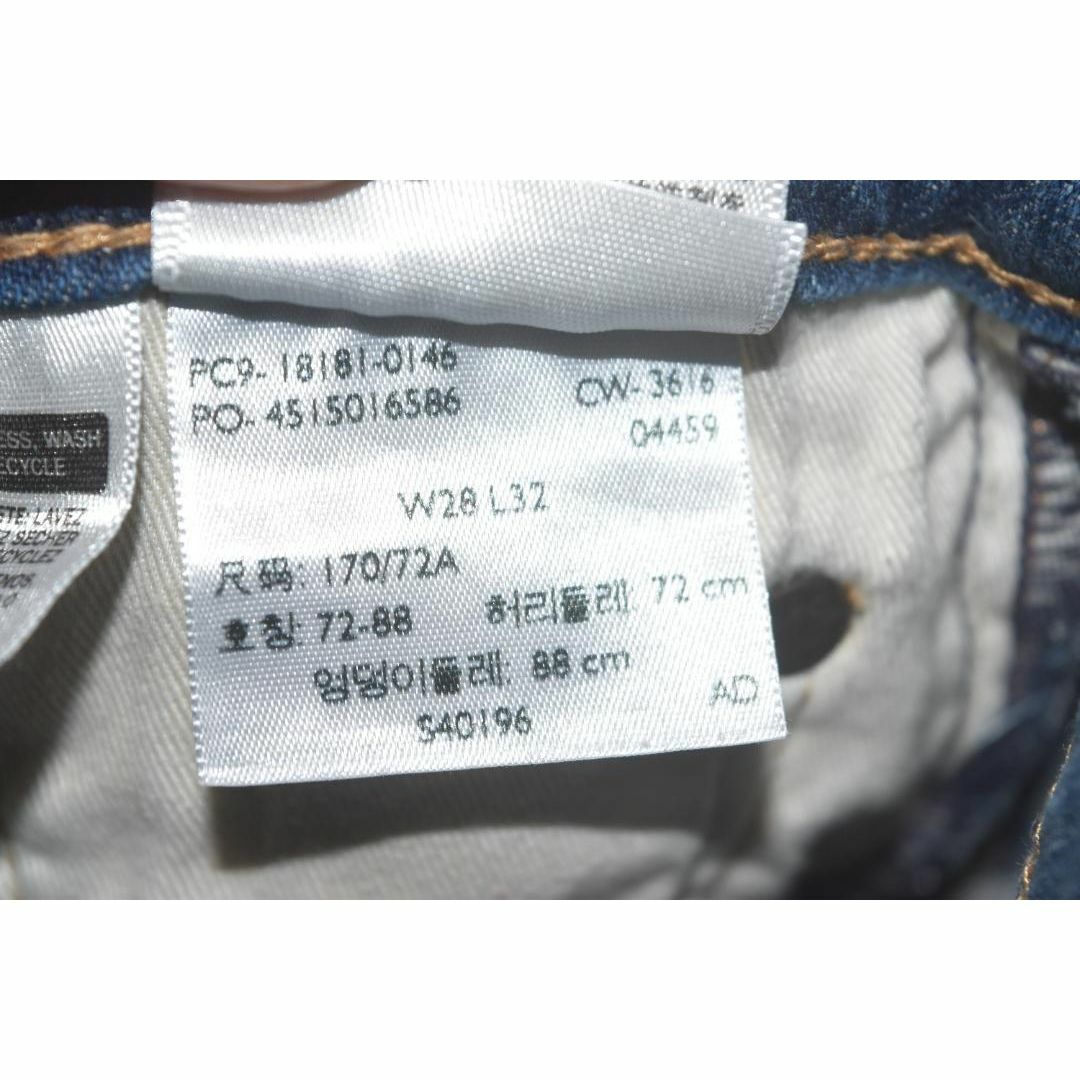 PC9- 18181-0146
PO- 4515016586
CW- 3616
04459
W28 L32
尺码: 170/72A
호칭: 72-88 허리둘레: 72 cm
엉덩이둘레: 88 cm
S40196
AD
ESS, WASH
ECYCLE
LAVEZ
SECHER